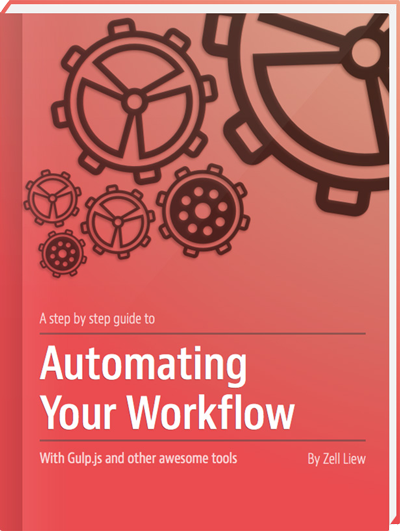 A step by step guide to
Automating
Your Workflow
With Gulp.js and other awesome tools
By Zell Liew